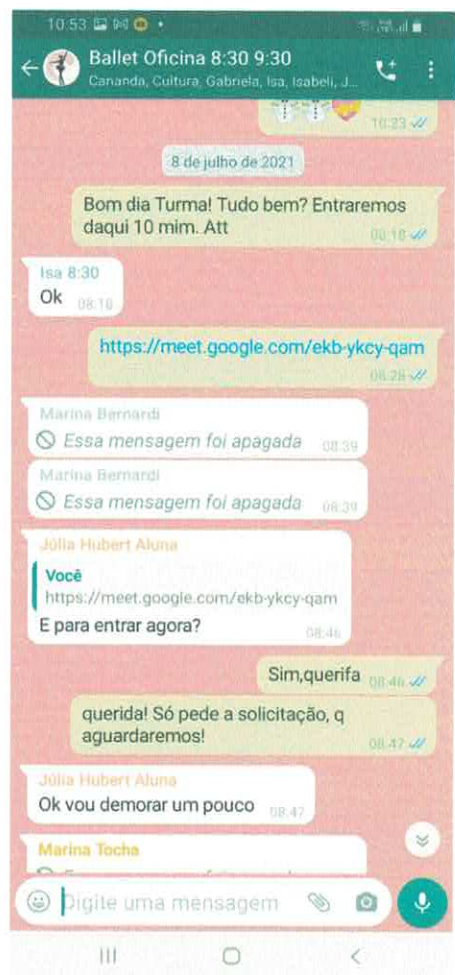 10:53
Ballet Oficina 8:30 9:30
Cananda, Cultura, Gabriela, Isa, Isabeli, J...
10:23
8 de julho de 2021
Bom dia Turma! Tudo bem? Entraremos
daqui 10 mim. Att
08:18
Isa 8:30
Ok 08:18
https://meet.google.com/ekb-ykcy-qam
08:28
Marina Bernardi
Essa mensagem foi apagada 08:39
Marina Bernardi
Essa mensagem foi apagada 08:39
Júlia Hubert Aluna
Você
https://meet.google.com/ekb-ykcy-qam
E para entrar agora?
08:46
Sim,querifa 08:46
querida! Só pede a solicitação, q
aguardaremos!
08:47
Júlia Hubert Aluna
Ok vou demorar um pouco 08:47
Marina Tocha
Digite uma mensagem